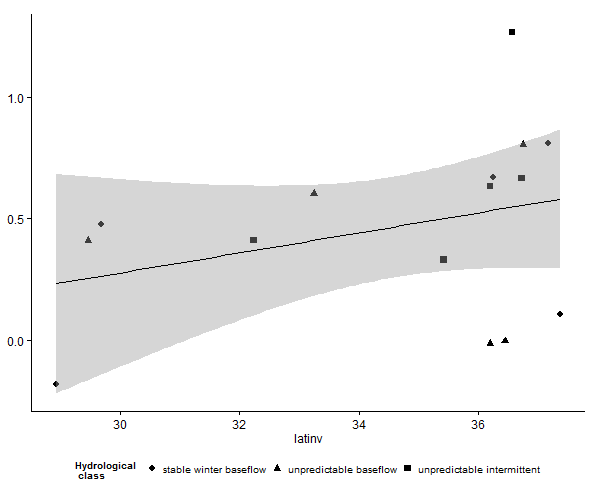 1.0
0.5
0.0
30 32 34 36
latinv
Hydrological class stable winter baseflow unpredictable baseflow unpredictable intermittent